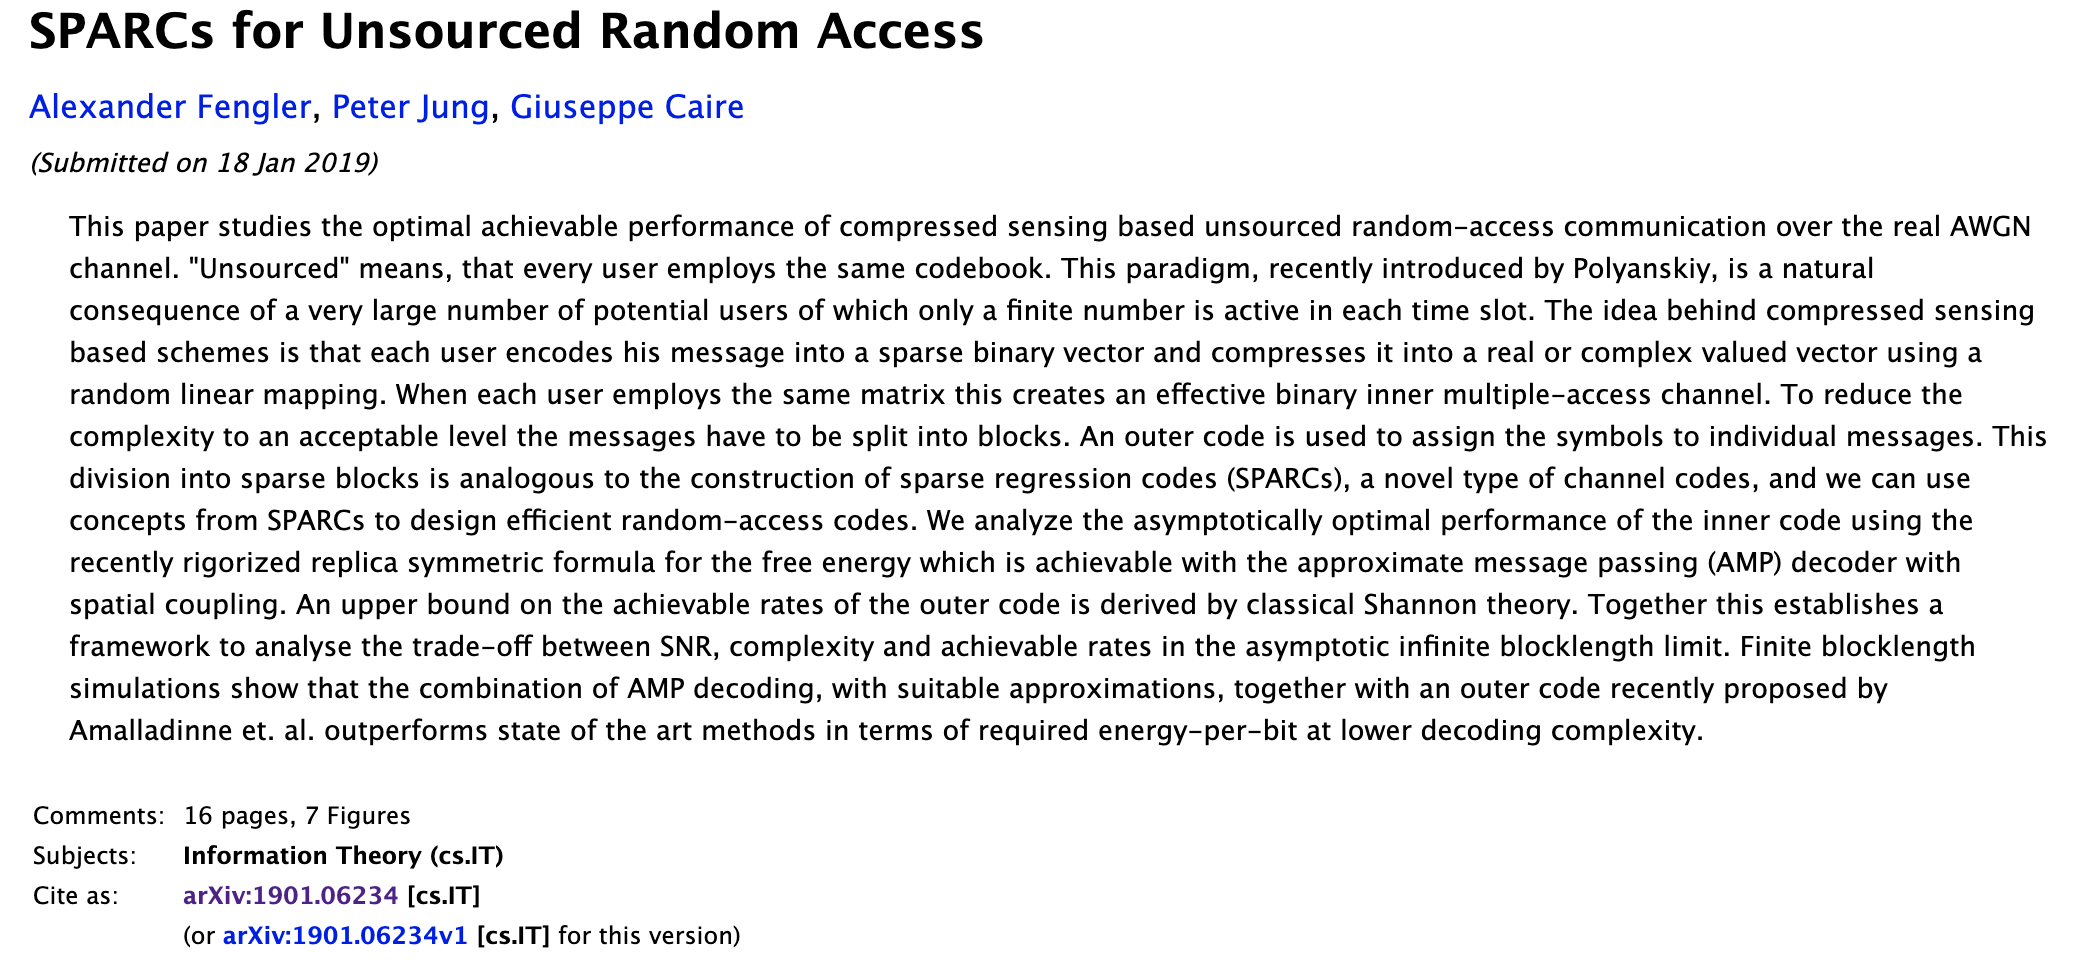 SPARCs for Unsourced Random Access
Alexander Fengler, Peter Jung, Giuseppe Caire
(Submitted on 18 Jan 2019)
This paper studies the optimal achievable performance of compressed sensing based unsourced random-access communication over the real AWGN
channel. "Unsourced" means, that every user employs the same codebook. This paradigm, recently introduced by Polyanskiy, is a natural
consequence of a very large number of potential users of which only a finite number is active in each time slot. The idea behind compressed sensing
based schemes is that each user encodes his message into a sparse binary vector and compresses it into a real or complex valued vector using a
random linear mapping. When each user employs the same matrix this creates an effective binary inner multiple-access channel. To reduce the
complexity to an acceptable level the messages have to be split into blocks. An outer code is used to assign the symbols to individual messages. This
division into sparse blocks is analogous to the construction of sparse regression codes (SPARCs), a novel type of channel codes, and we can use
concepts from SPARCs to design efficient random-access codes. We analyze the asymptotically optimal performance of the inner code using the
recently rigorized replica symmetric formula for the free energy which is achievable with the approximate message passing (AMP) decoder with
spatial coupling. An upper bound on the achievable rates of the outer code is derived by classical Shannon theory. Together this establishes a
framework to analyse the trade-off between SNR, complexity and achievable rates in the asymptotic infinite blocklength limit. Finite blocklength
simulations show that the combination of AMP decoding, with suitable approximations, together with an outer code recently proposed by
Amalladinne et. al. outperforms state of the art methods in terms of required energy-per-bit at lower decoding complexity.
Comments: 16 pages, 7 Figures
Subjects: Information Theory (cs.IT)
Cite as: arXiv:1901.06234 [cs.IT]
(or arXiv:1901.06234v1 [cs.IT] for this version)